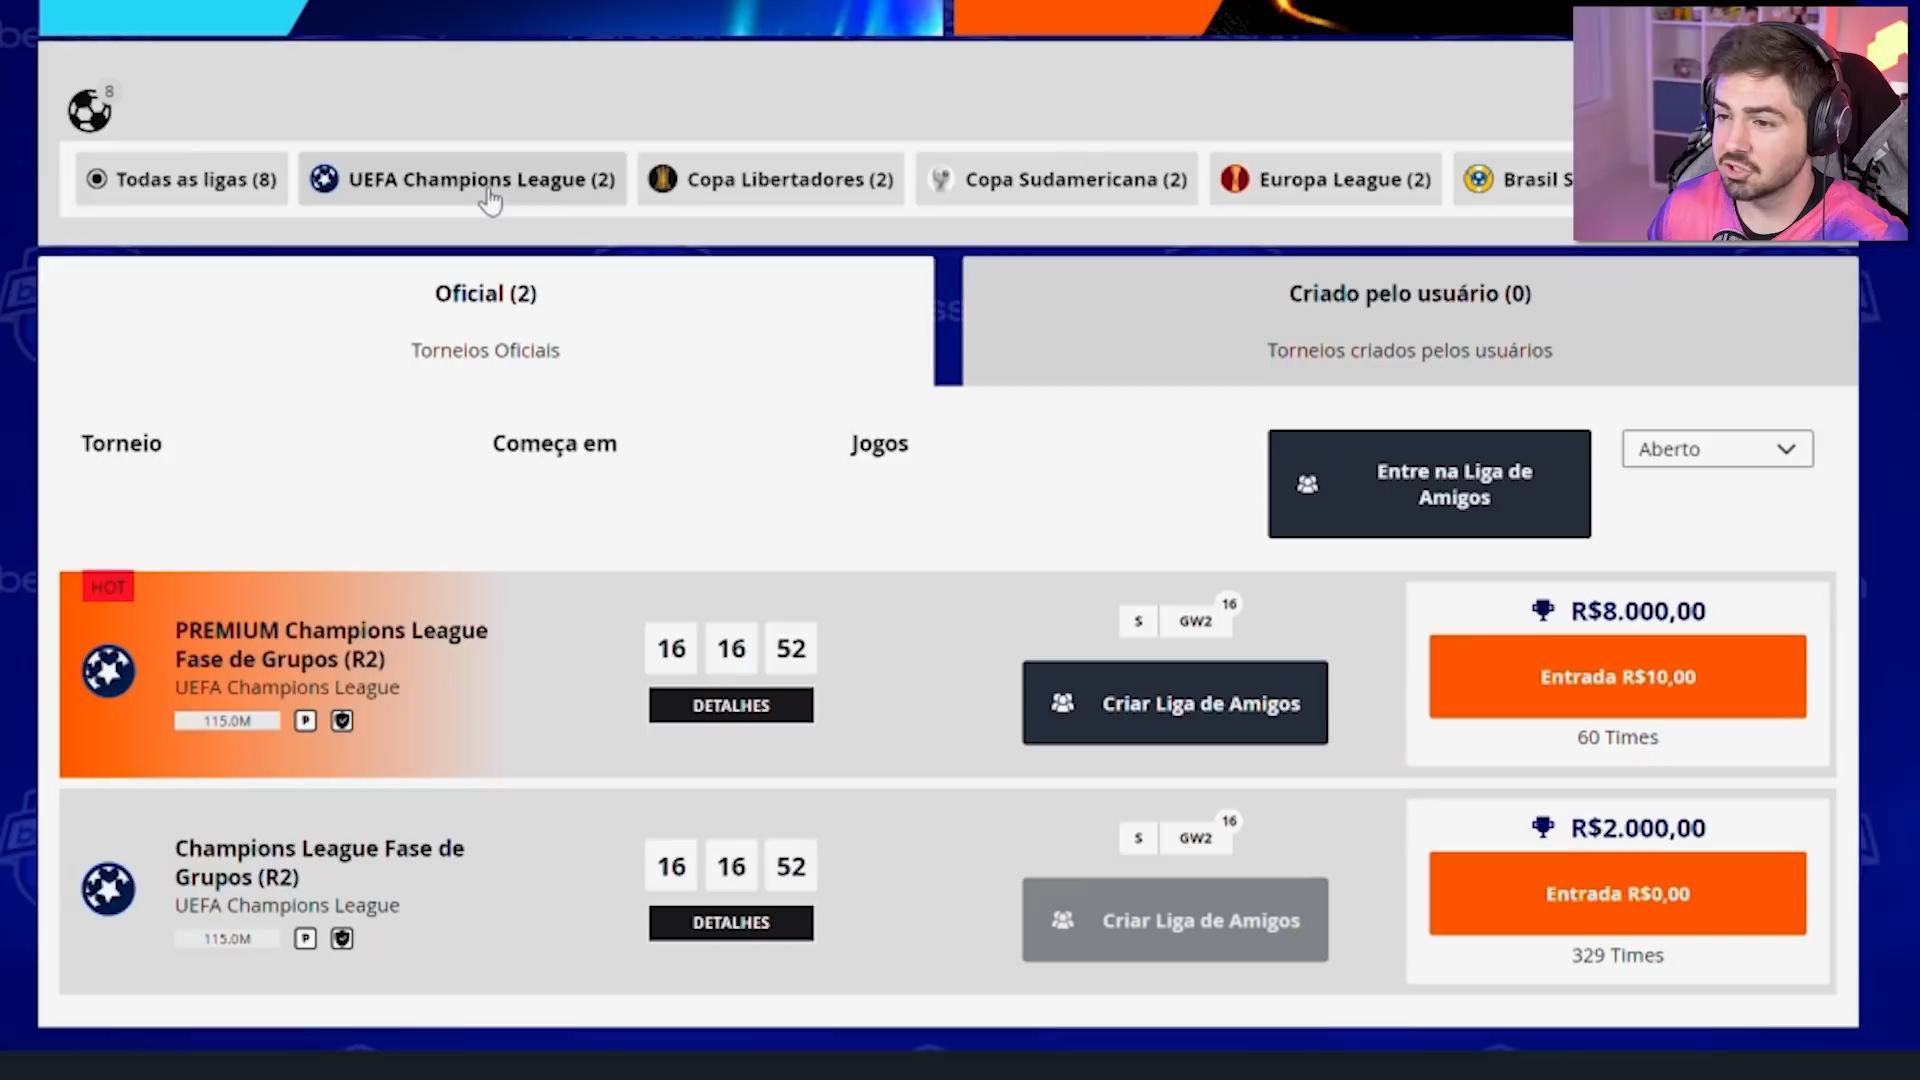 8
Todas as ligas (8)
UEFA Champions League (2)
Copa Libertadores (2)
Copa Sudamericana (2)
Europa League (2)
Brasil S
Oficial (2)
Torneios Oficiais
Criado pelo usuário (0)
Torneios criados pelos usuários
Torneio
Começa em
Jogos
Entre na Liga de
Amigos
Aberto
HOT
PREMIUM Champions League
Fase de Grupos (R2)
UEFA Champions League
115.0M
P
16 16 52
DETALHES
S GW2 16
Criar Liga de Amigos
R$8.000,00
Entrada R$10,00
60 Times
Champions League Fase de
Grupos (R2)
UEFA Champions League
115.0M
P
16 16 52
DETALHES
S GW2 16
Criar Liga de Amigos
R$2.000,00
Entrada R$0,00
329 Times